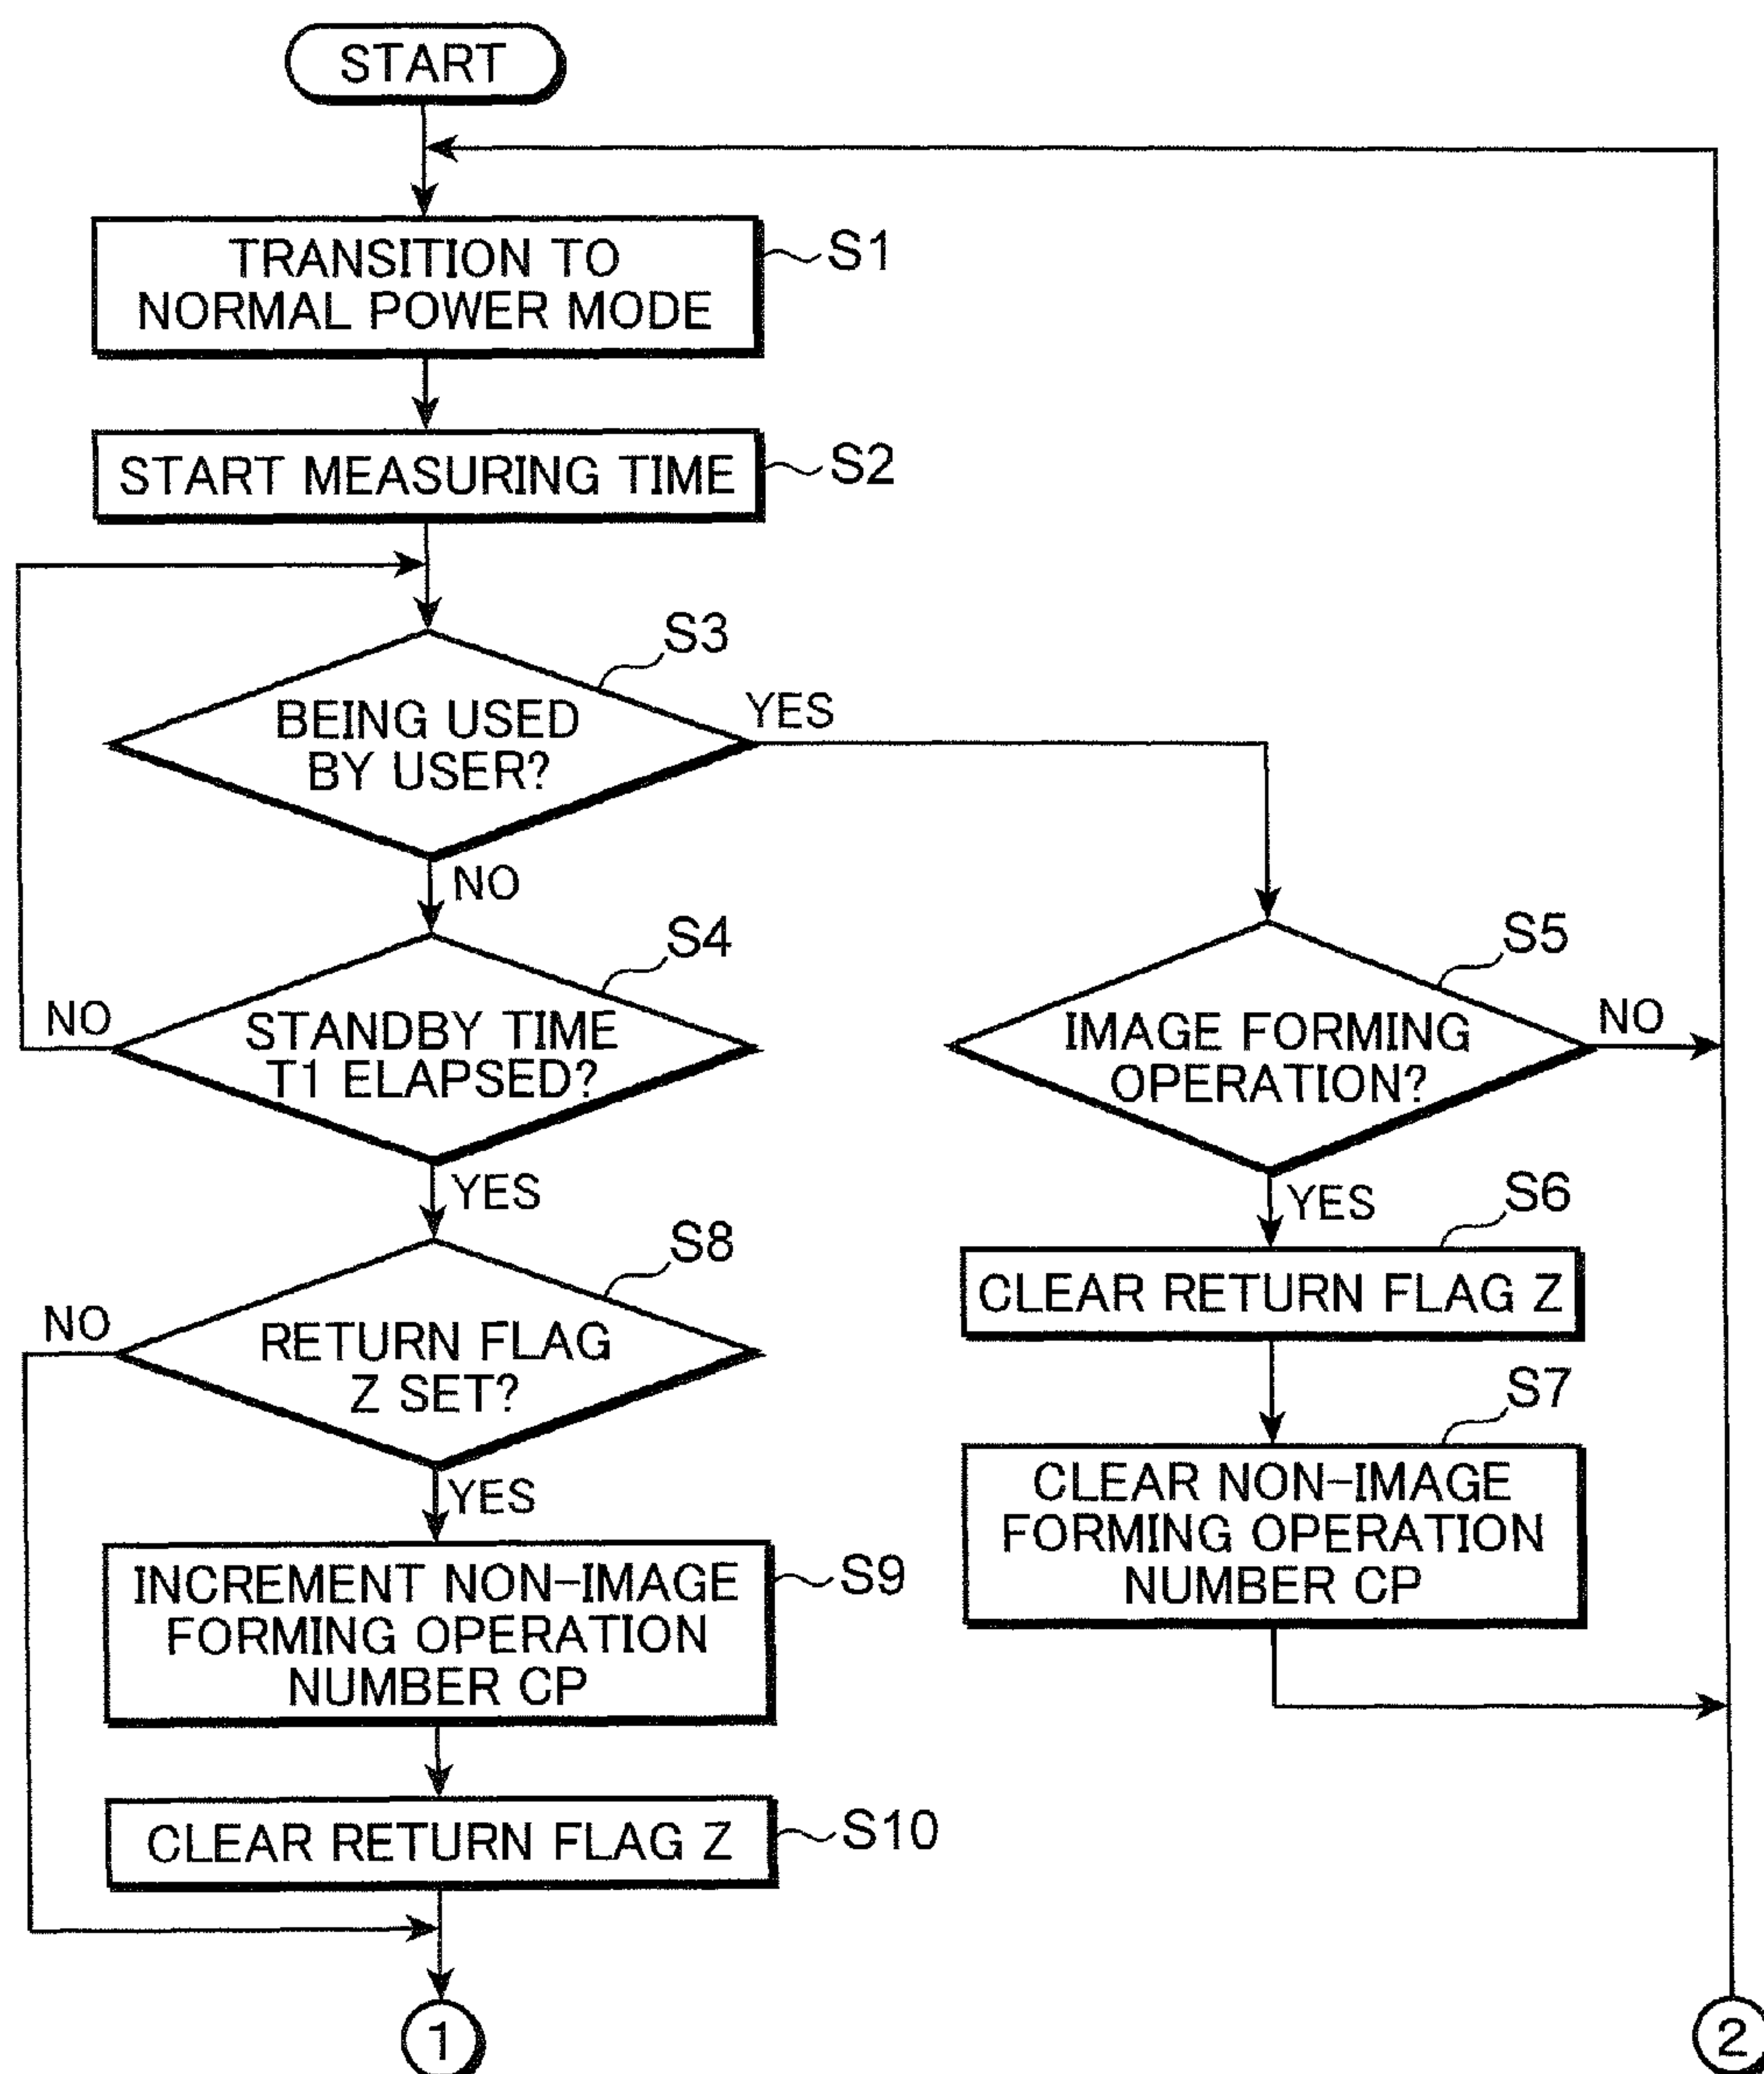 START
TRANSITION TO
NORMAL POWER MODE
S1
START MEASURING TIME
S2
S3
BEING USED
BY USER?
YES
NO
S4
STANDBY TIME
T1 ELAPSED?
NO
YES
S5
IMAGE FORMING
OPERATION?
NO
YES
S6
CLEAR RETURN FLAG Z
S7
CLEAR NON-IMAGE
FORMING OPERATION
NUMBER CP
S8
RETURN FLAG
Z SET?
NO
YES
INCREMENT NON-IMAGE
FORMING OPERATION
NUMBER CP
S9
CLEAR RETURN FLAG Z
S10
1
2